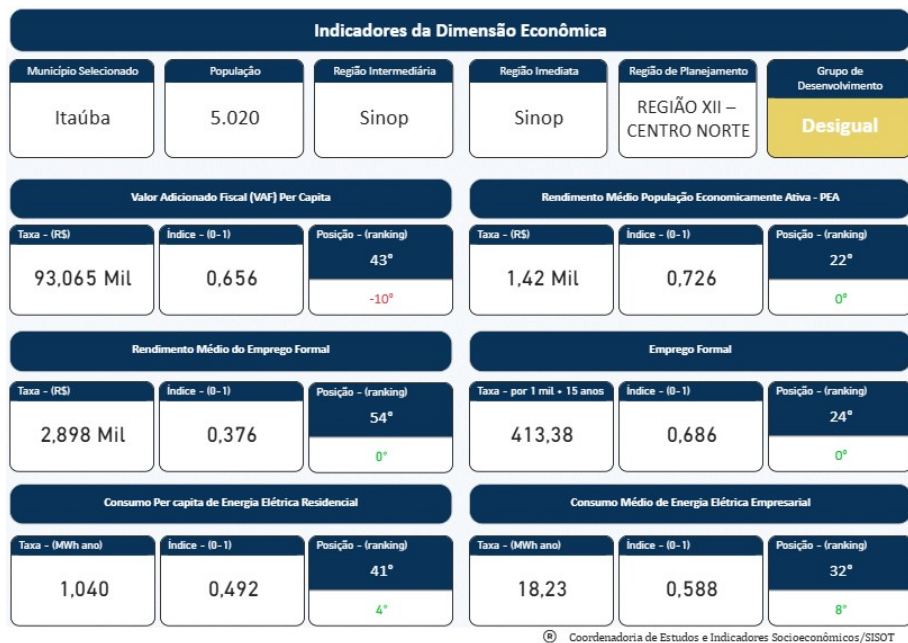 Indicadores da Dimensão Econômica
Município Selecionado
Itaúba
População
5.020
Região Intermediária
Sinop
Região Imediata
Sinop
Região de Planejamento
REGIÃO XII –
CENTRO NORTE
Grupo de
Desenvolvimento
Desigual
Valor Adicionado Fiscal (VAF) Per Capita
Taxa - (R$)
93,065 Mil
Índice - (0-1)
0,656
Posição - (ranking)
43°
-10°
Rendimento Médio População Economicamente Ativa - PEA
Taxa - (R$)
1,42 Mil
Índice - (0-1)
0,726
Posição - (ranking)
22°
0°
Rendimento Médio do Emprego Formal
Taxa - (R$)
2,898 Mil
Índice - (0-1)
0,376
Posição - (ranking)
54°
0°
Emprego Formal
Taxa - por 1 mil + 15 anos
413,38
Índice - (0-1)
0,686
Posição - (ranking)
24°
0°
Consumo Per capita de Energia Elétrica Residencial
Taxa - (MWh ano)
1,040
Índice - (0-1)
0,492
Posição - (ranking)
41°
4°
Consumo Médio de Energia Elétrica Empresarial
Taxa - (MWh ano)
18,23
Índice - (0-1)
0,588
Posição - (ranking)
32°
8°
® Coordenadoria de Estudos e Indicadores Socioeconômicos/SISOT